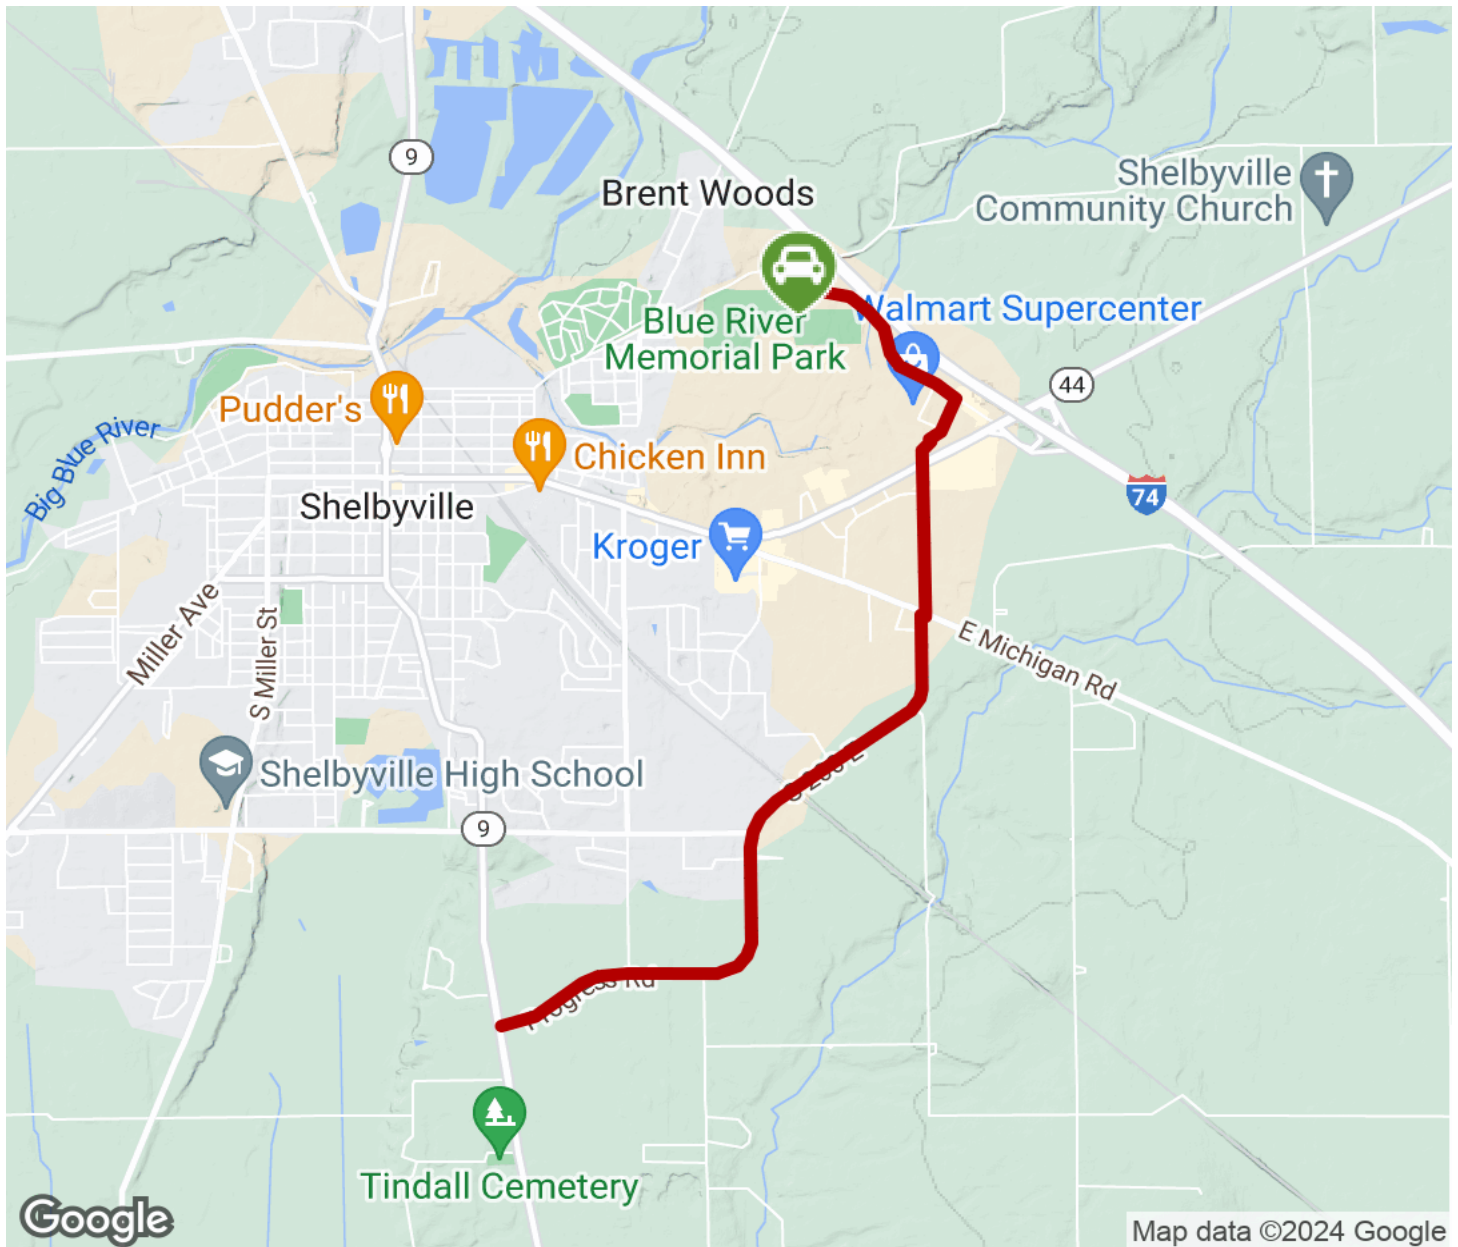 9
Shelbyville
Community Church
Brent Woods
Walmart Supercenter
Blue River
Memorial Park
44
Pudder's
Big Blue River
Chicken Inn
Shelbyville
74
Kroger
Miller Ave
S Miller St
E Michigan Rd
Shelbyville High School
9
Progress Rd
Tindall Cemetery
Google
Map data ©2024 Google